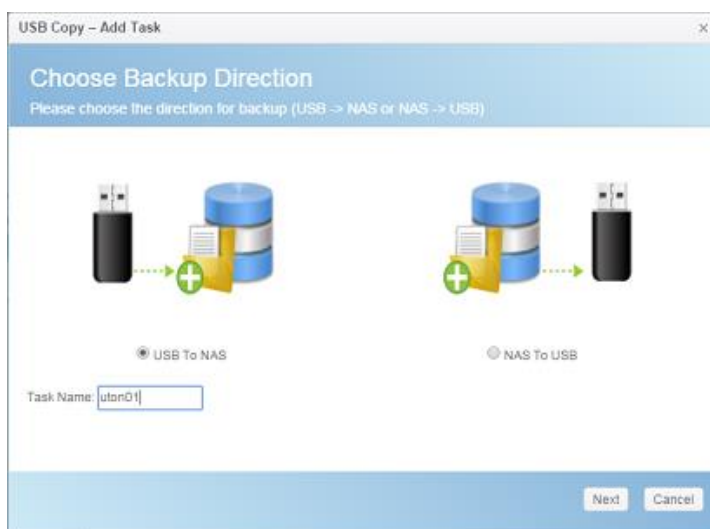 USB Copy – Add Task
Choose Backup Direction
Please choose the direction for backup (USB -> NAS or NAS -> USB)
USB To NAS
NAS To USB
Task Name: uton01
Next
Cancel